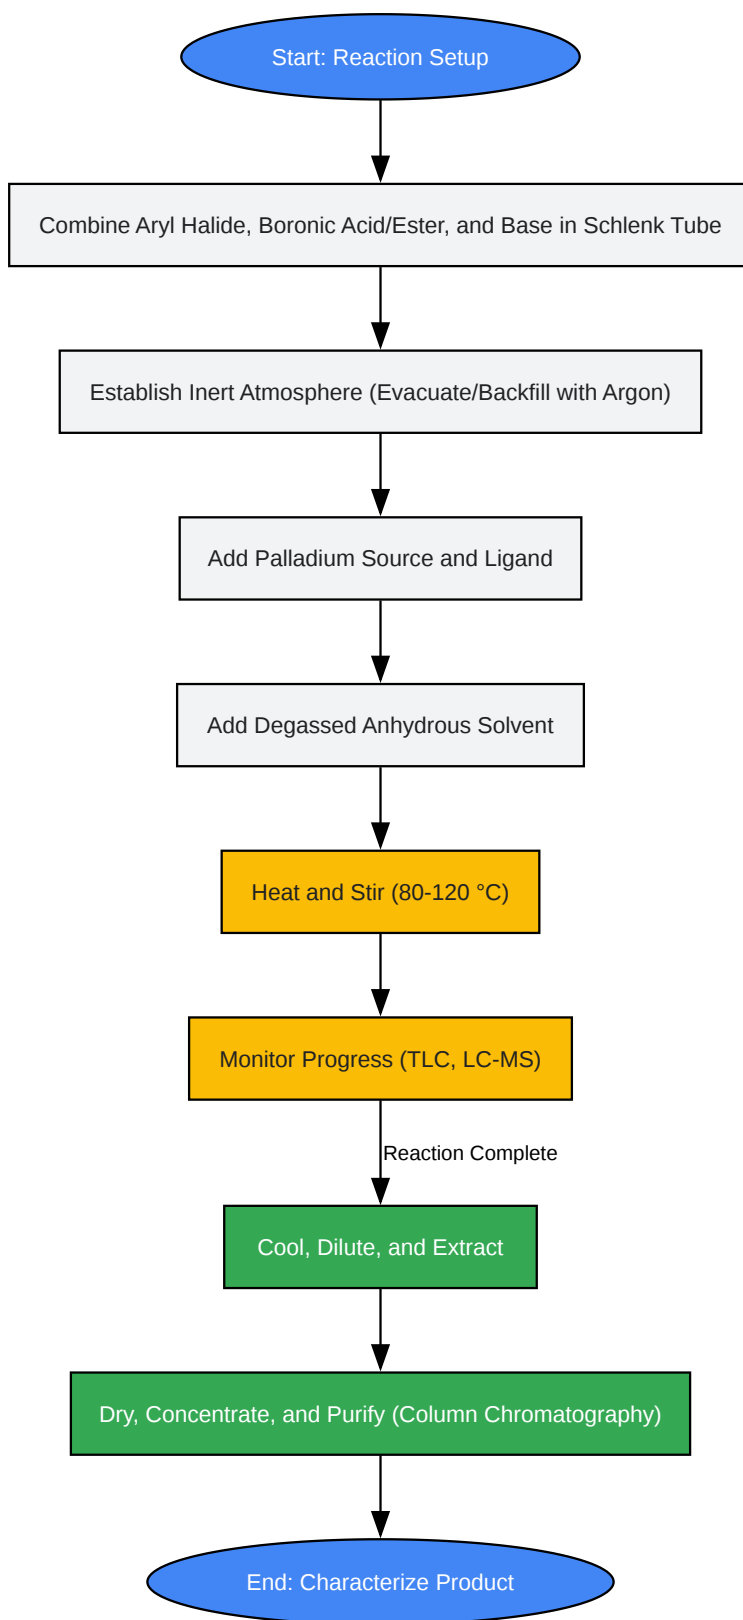 Start: Reaction Setup
Combine Aryl Halide, Boronic Acid/Ester, and Base in Schlenk Tube
Establish Inert Atmosphere (Evacuate/Backfill with Argon)
Add Palladium Source and Ligand
Add Degassed Anhydrous Solvent
Heat and Stir (80-120 °C)
Monitor Progress (TLC, LC-MS)
Reaction Complete
Cool, Dilute, and Extract
Dry, Concentrate, and Purify (Column Chromatography)
End: Characterize Product